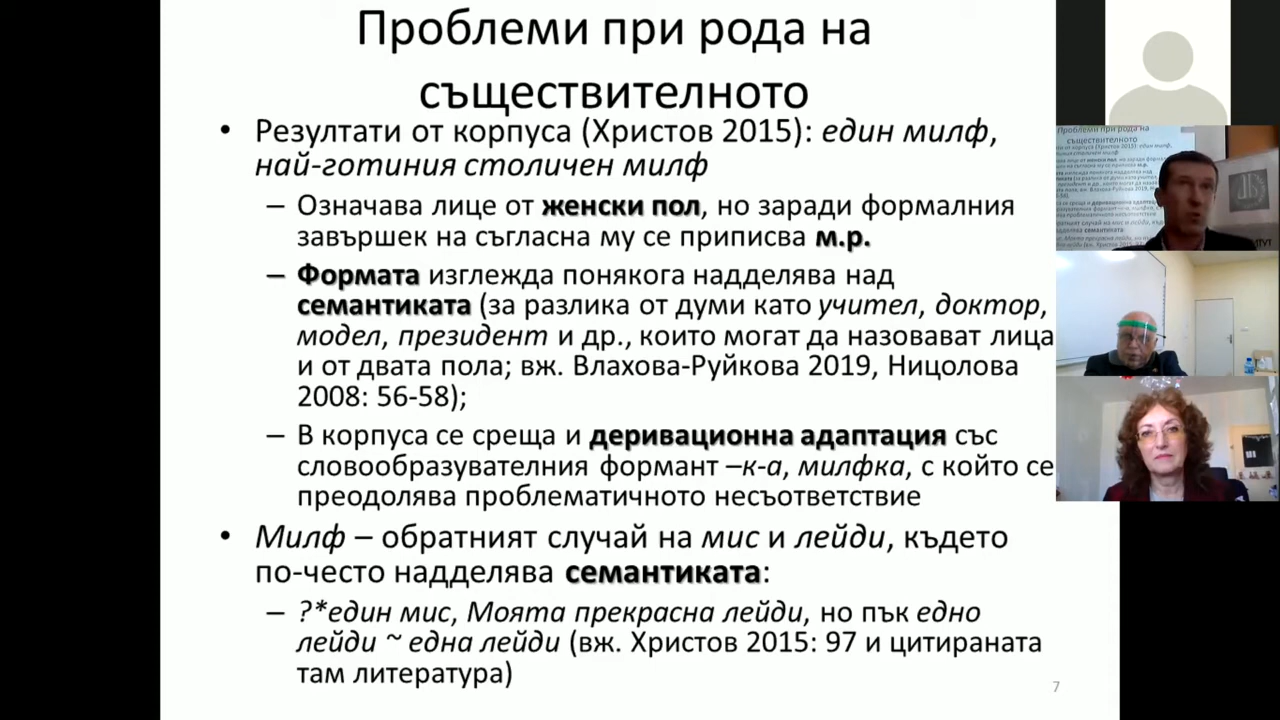 Проблеми при рода на
съществителното
• Резултати от корпуса (Христов 2015): един милф,
най-готиния столичен милф
– Означава лице от женски пол, но заради формалния
завършек на съгласна му се приписва м.р.
– Формата изглежда понякога надделява над
семантиката (за разлика от думи като учител, доктор,
модел, президент и др., които могат да назовават лица
и от двата пола; вж. Влахова-Руйкова 2019, Ницолова
2008: 56-58);
– В корпуса се среща и деривационна адаптация със
словообразувателния формант –к-а, милфка, с който се
преодолява проблематичното несъответствие
• Милф – обратният случай на мис и лейди, където
по-често надделява семантиката:
– ?*един мис, Моята прекрасна лейди, но пък едно
лейди ~ една лейди (вж. Христов 2015: 97 и цитираната
там литература)
7
Проблеми при рода на
съществителното